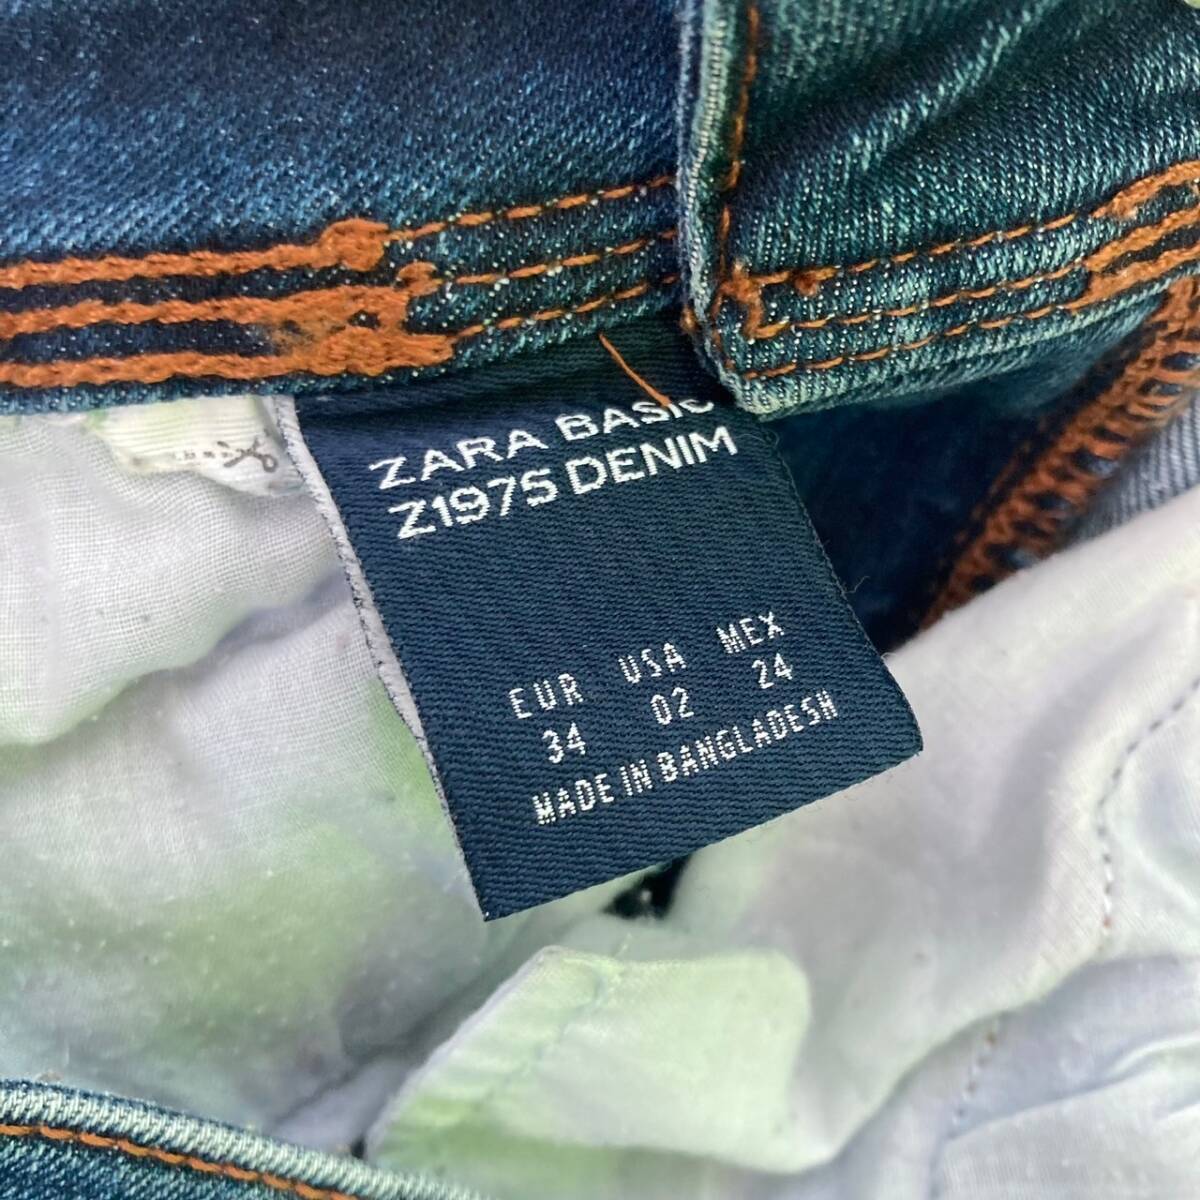 ZARA BASIC
Z1975 DENIM
EUR USA MEX
34 02 24
MADE IN BANGLADESH